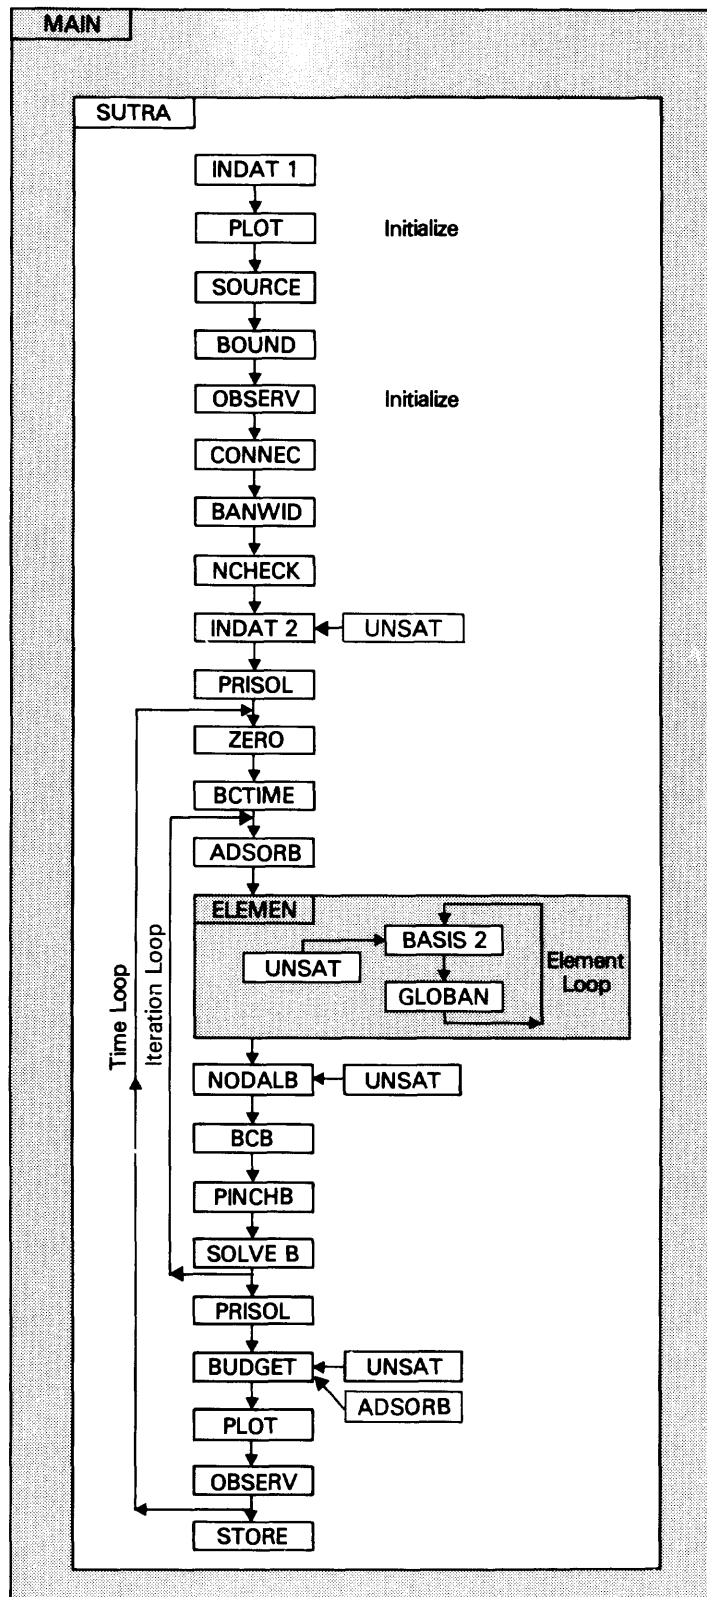 MAIN
SUTRA
INDAT 1
PLOT Initialize
SOURCE
BOUND
OBSERV Initialize
CONNEC
BANWID
NCHECK
INDAT 2 UNSAT
PRISOL
ZERO
BCTIME
ADSORB
ELEMEN
BASIS 2
UNSAT
GLOBAN
Element
Loop
Time Loop
Iteration Loop
NODALB UNSAT
BCB
PINCHB
SOLVE B
PRISOL
BUDGET UNSAT
ADSORB
PLOT
OBSERV
STORE